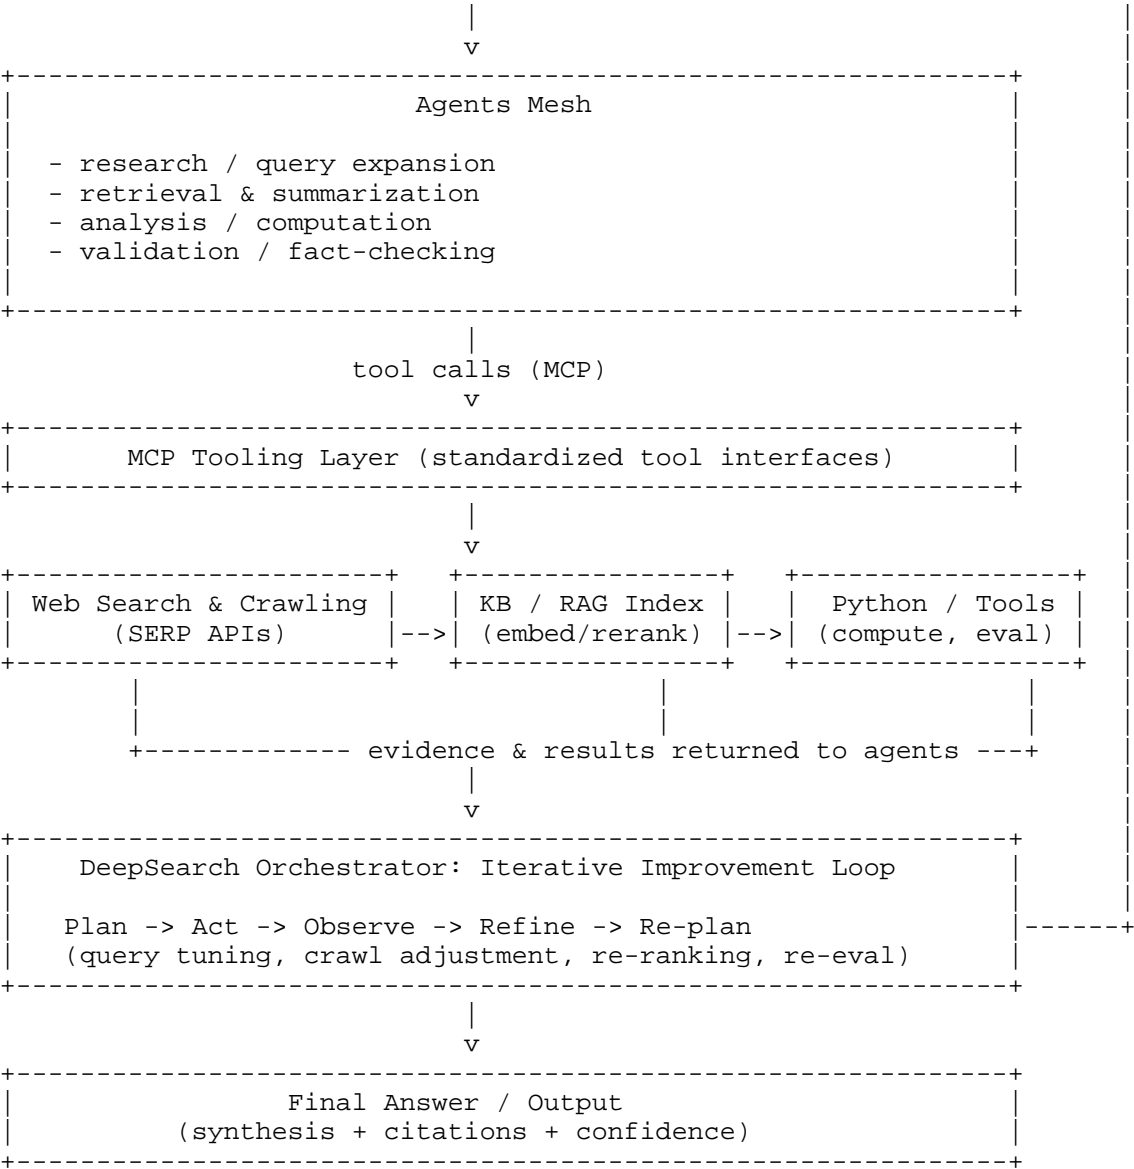 Agents Mesh
- research / query expansion
- retrieval & summarization
- analysis / computation
- validation / fact-checking
tool calls (MCP)
v
MCP Tooling Layer (standardized tool interfaces)
v
Web Search & Crawling | KB / RAG Index | Python / Tools
(SERP APIs) |-->| (embed/rerank) |-->| (compute, eval)
evidence & results returned to agents
v
DeepSearch Orchestrator: Iterative Improvement Loop
Plan -> Act -> Observe -> Refine -> Re-plan
(query tuning, crawl adjustment, re-ranking, re-eval)
v
Final Answer / Output
(synthesis + citations + confidence)